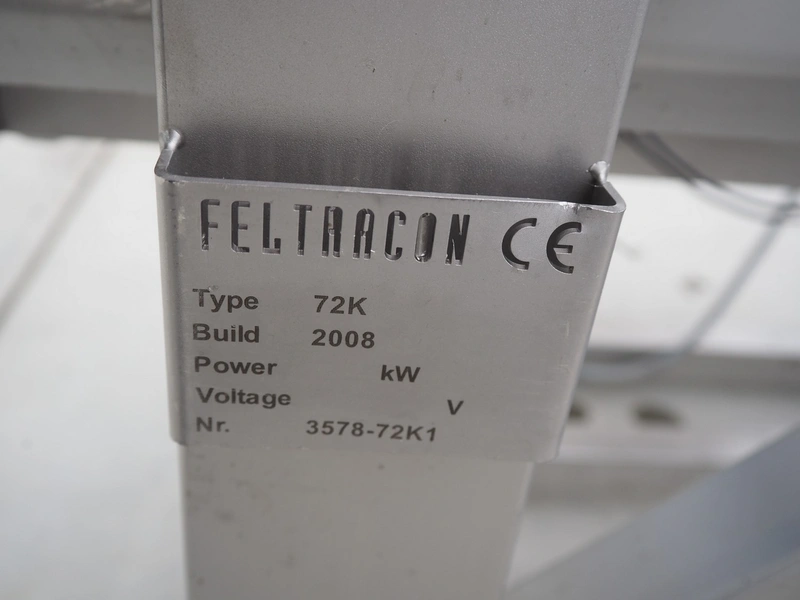 FELTRACON CE
Type 72K
Build 2008
Power kW
Voltage V
Nr. 3578-72K1